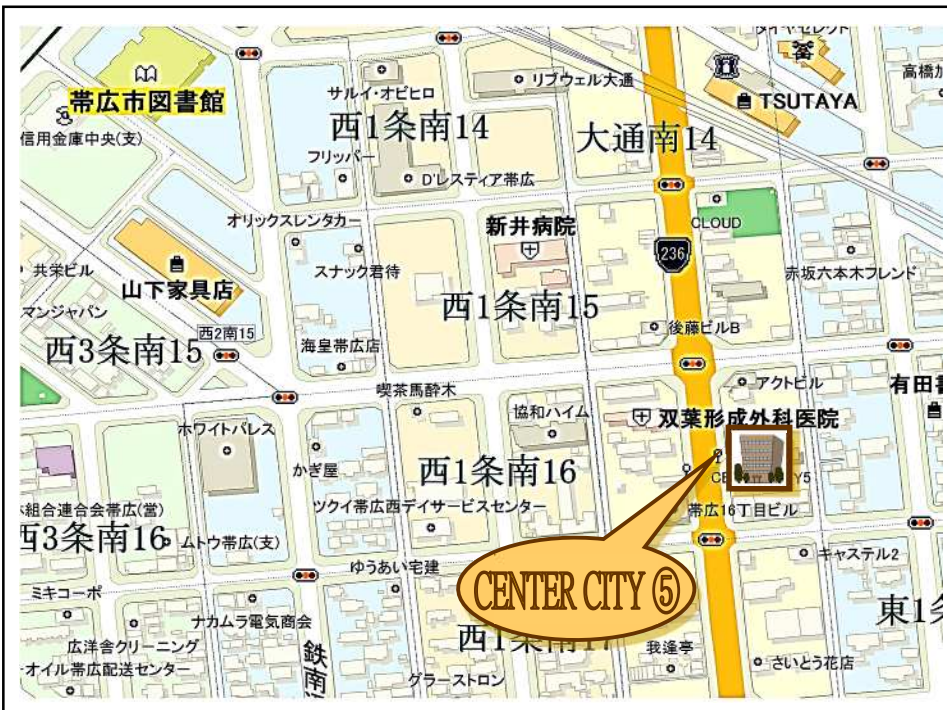 帯広市図書館
信用金庫中央(支)
サルイ・オビヒロ
リブウェル大通
TSUTAYA
西1条南14
大通南14
フリッパー
D'レスティア帯広
オリックスレンタカー
新井病院
CLOUD
236
共栄ビル
山下家具店
スナック君待
赤坂六本木フレンド
マンジャパン
西1条南15
西3条南15
西2南15
海皇帯広店
後藤ビルB
喫茶馬酔木
アクトビル
協和ハイム
双葉形成外科医院
ホワイトパレス
かぎ屋
西1条南16
組合連合会帯広(営)
ツクイ帯広西デイサービスセンター
帯広16丁目ビル
西3条南16
ムトウ帯広(支)
キャステル2
ゆうあい宅建
CENTER CITY ⑤
ミキコーポ
ナカムラ電気商会
広洋舎クリーニング
我逢亭
オイル帯広配送センター
グラーストロン
さいとう花店